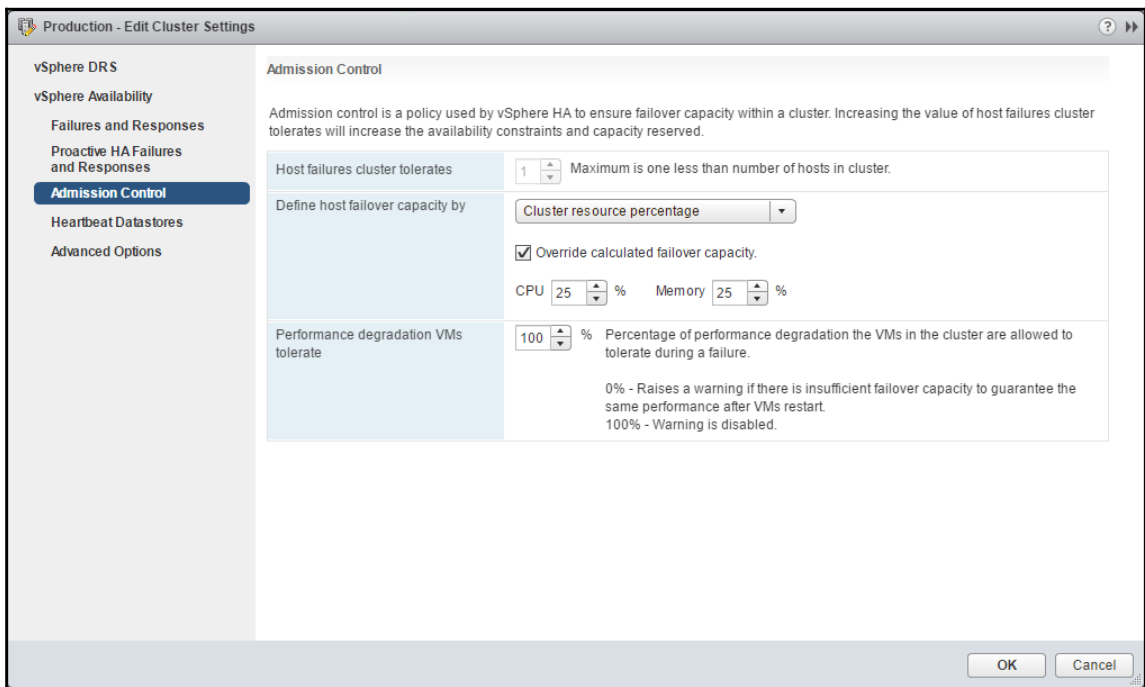 Production - Edit Cluster Settings
?
vSphere DRS
vSphere Availability
Failures and Responses
Proactive HA Failures
and Responses
Admission Control
Heartbeat Datastores
Advanced Options
Admission Control
Admission control is a policy used by vSphere HA to ensure failover capacity within a cluster. Increasing the value of host failures cluster
tolerates will increase the availability constraints and capacity reserved.
Host failures cluster tolerates
1 Maximum is one less than number of hosts in cluster.
Define host failover capacity by
Cluster resource percentage
Override calculated failover capacity.
CPU 25 % Memory 25 %
Performance degradation VMs
tolerate
100 % Percentage of performance degradation the VMs in the cluster are allowed to
tolerate during a failure.
0% - Raises a warning if there is insufficient failover capacity to guarantee the
same performance after VMs restart.
100% - Warning is disabled.
OK Cancel